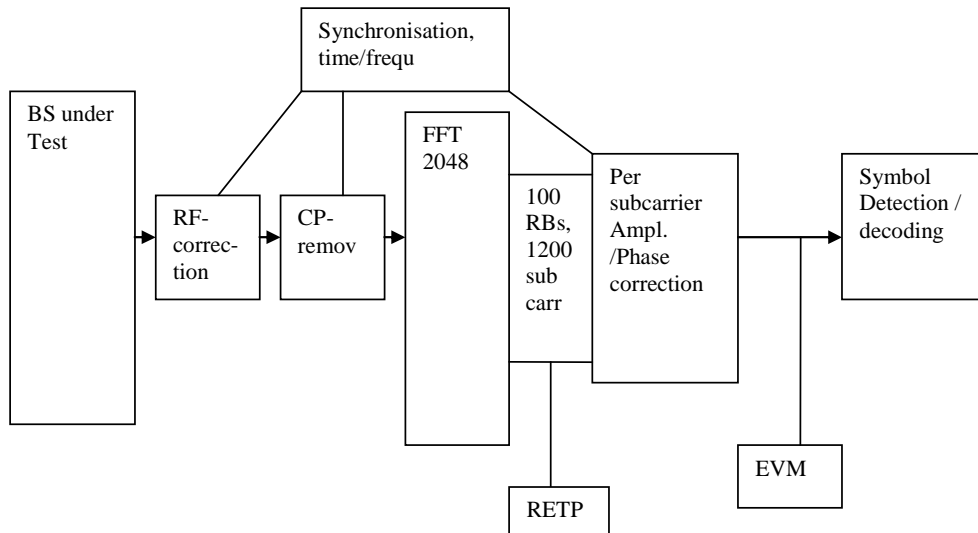 Synchronisation,
time/frequ
BS under
Test
FFT
2048
RF-
correc-
tion
CP-
remov
100
RBs,
1200
sub
carr
Per
subcarrier
Ampl.
/Phase
correction
Symbol
Detection /
decoding
EVM
RETP